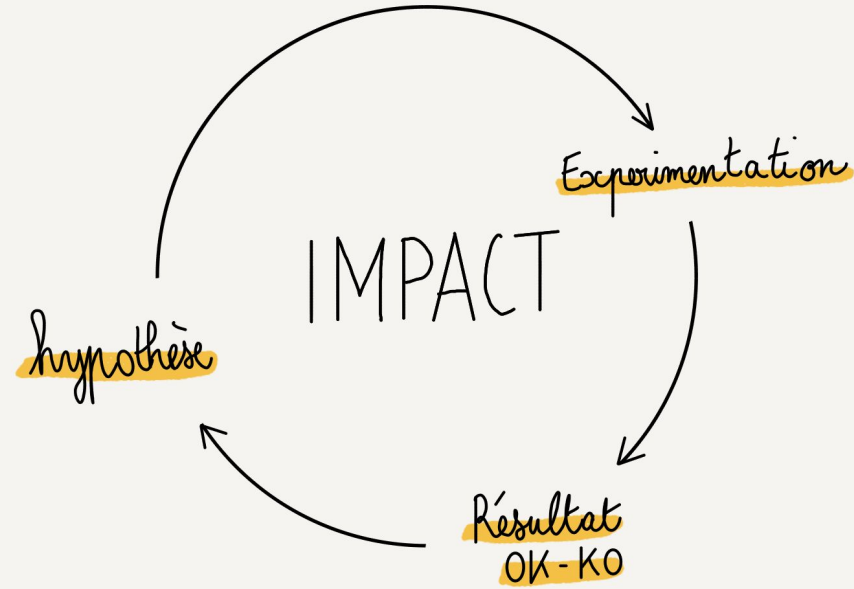 Experimentation
IMPACT
hypothèse
Résultat
OK-KO